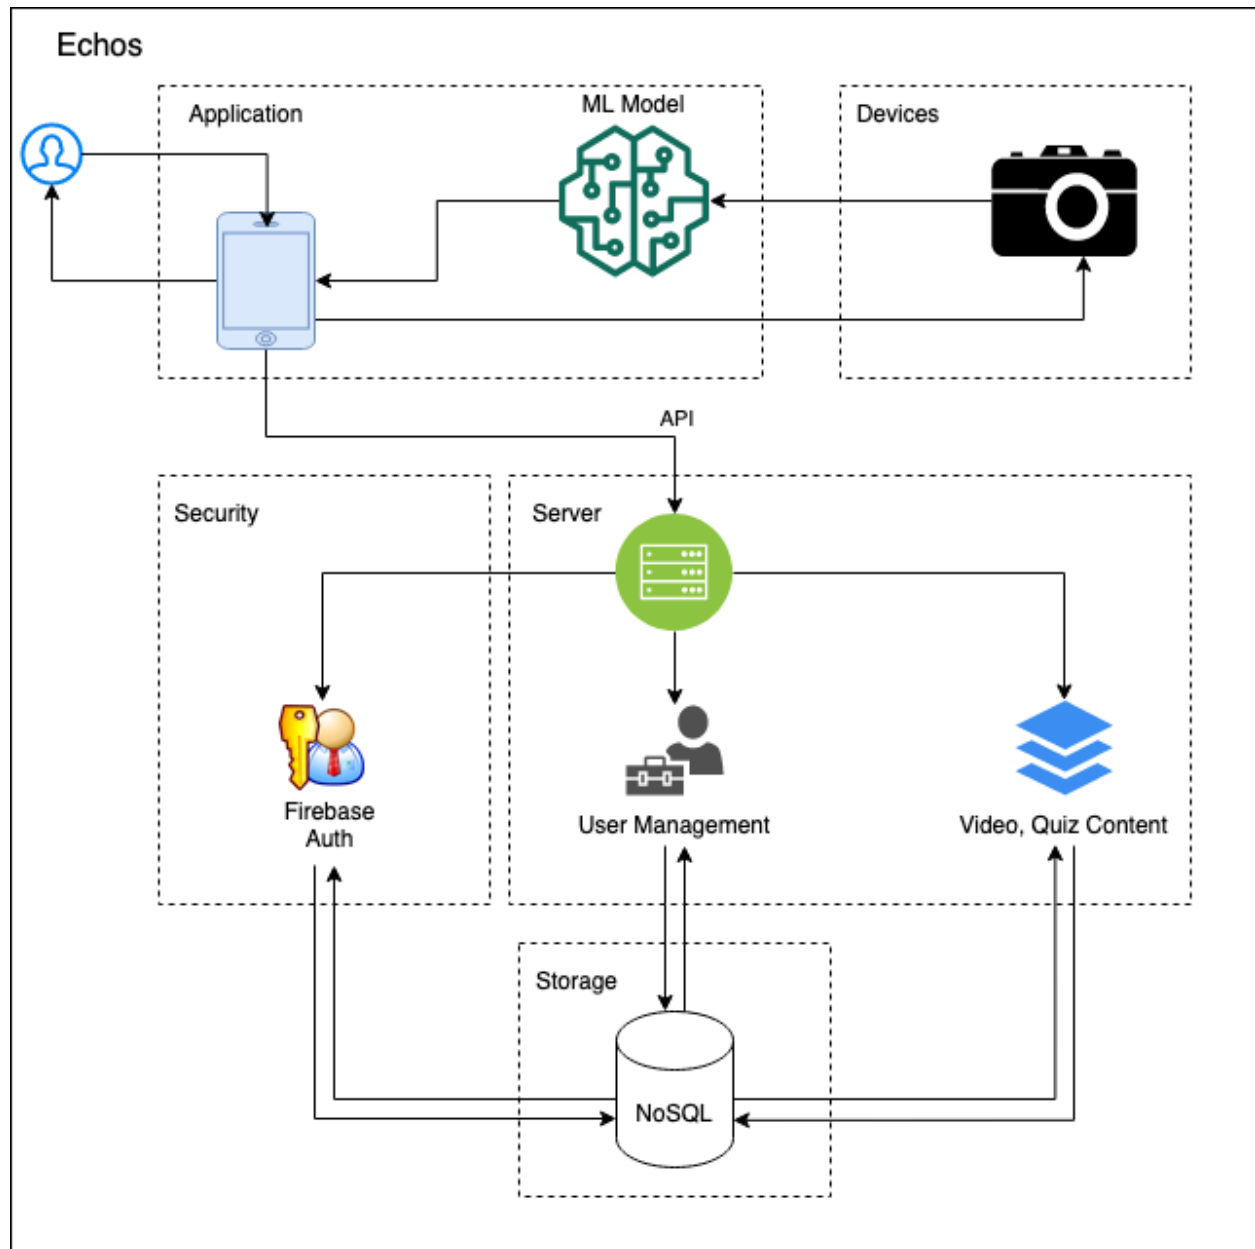 Echos
Application
ML Model
Devices
API
Security
Server
Firebase
Auth
User Management
Video, Quiz Content
Storage
NoSQL